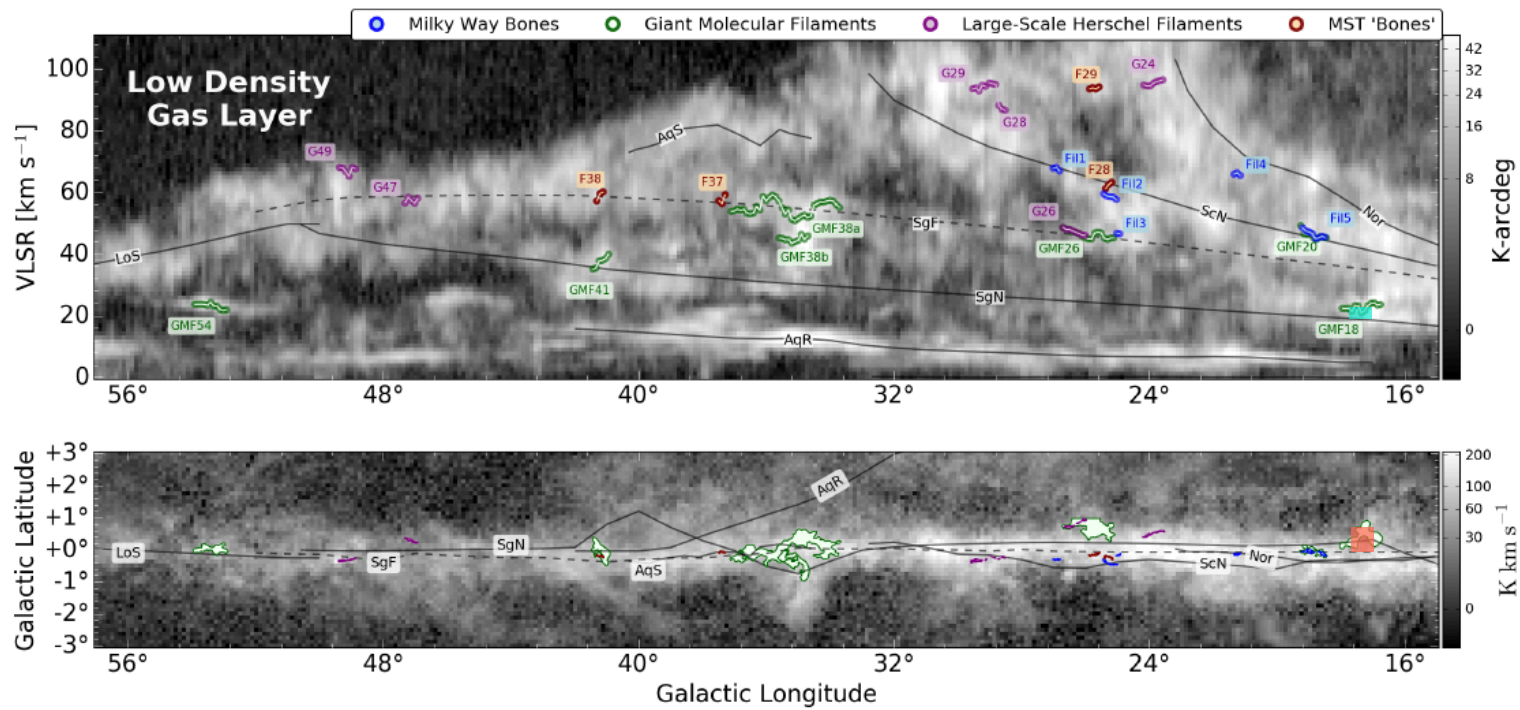 Milky Way Bones Giant Molecular Filaments Large-Scale Herschel Filaments MST 'Bones'
Low Density
Gas Layer
VLSR [km s⁻¹]
100
80
60
40
20
0
56° 48° 40° 32° 24° 16°
G49
G47
F38
F37
AqS
G29
G28
F29
G24
Fil1
F28
Fil2
Fil3
Fil4
Fil5
G26
GMF26
GMF20
GMF18
GMF38a
GMF38b
GMF41
GMF54
LoS
SgF
SgN
ScN
Nor
AqR
42
32
24
16
8
0
K-arcdeg
Galactic Latitude
+3°
+2°
+1°
+0°
-1°
-2°
-3°
LoS
SgF
SgN
AqS
AqR
ScN
Nor
56° 48° 40° 32° 24° 16°
Galactic Longitude
200
100
30
0
K km s⁻¹